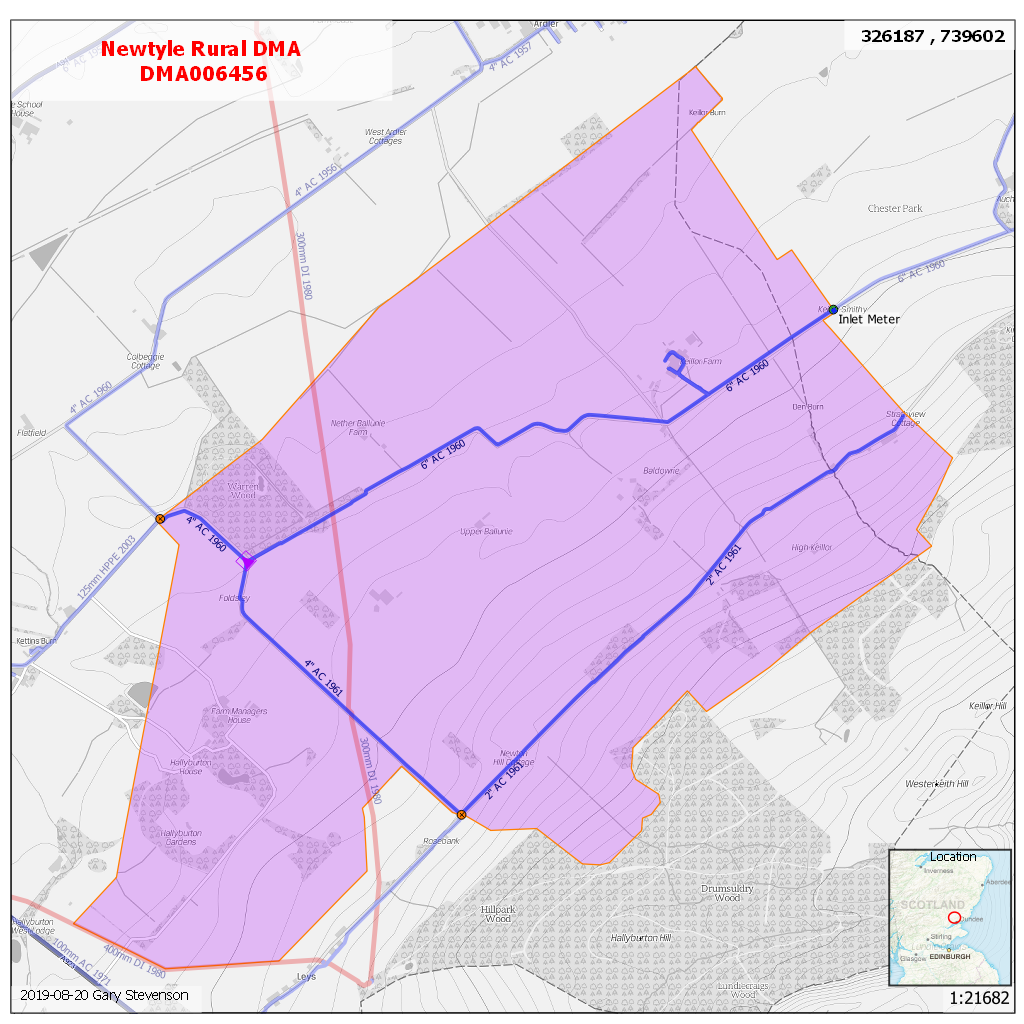 Newtyle Rural DMA
DMA006456
326187 , 739602
Ardler
4" AC 1957
e School
House
West Ardler
Cottages
4" AC 1956
Keillor Burn
Chester Park
300mm DI 1980
6" AC 1960
Smithy
Inlet Meter
Colbeggie
Cottage
4" AC 1960
Flatfield
Keillor Farm
6" AC 1960
Den Burn
Strathview
Cottage
Nether Ballunie
Farm
6" AC 1960
Baldowrie
Warren
Wood
4" AC 1960
Upper Ballunie
High Keillor
2" AC 1961
125mm HPPE 2003
Foldaley
Kettins Burn
4" AC 1961
Farm Managers
House
Keillor Hill
Hallyburton
House
300mm DI 1980
Newton
Hill Cottage
2" AC 1961
Westerkeith Hill
Hallyburton
Gardens
Rosebank
Drumsuldry
Wood
Hillpark
Wood
Hallyburton Hill
Hallyburton
West Lodge
100mm AC 1971
A923
400mm DI 1980
Leys
Lundiecraigs
Wood
Location
Inverness
Aberdee
SCOTLAND
Dundee
Stirling
Glasgow
EDINBURGH
2019-08-20 Gary Stevenson
1:21682